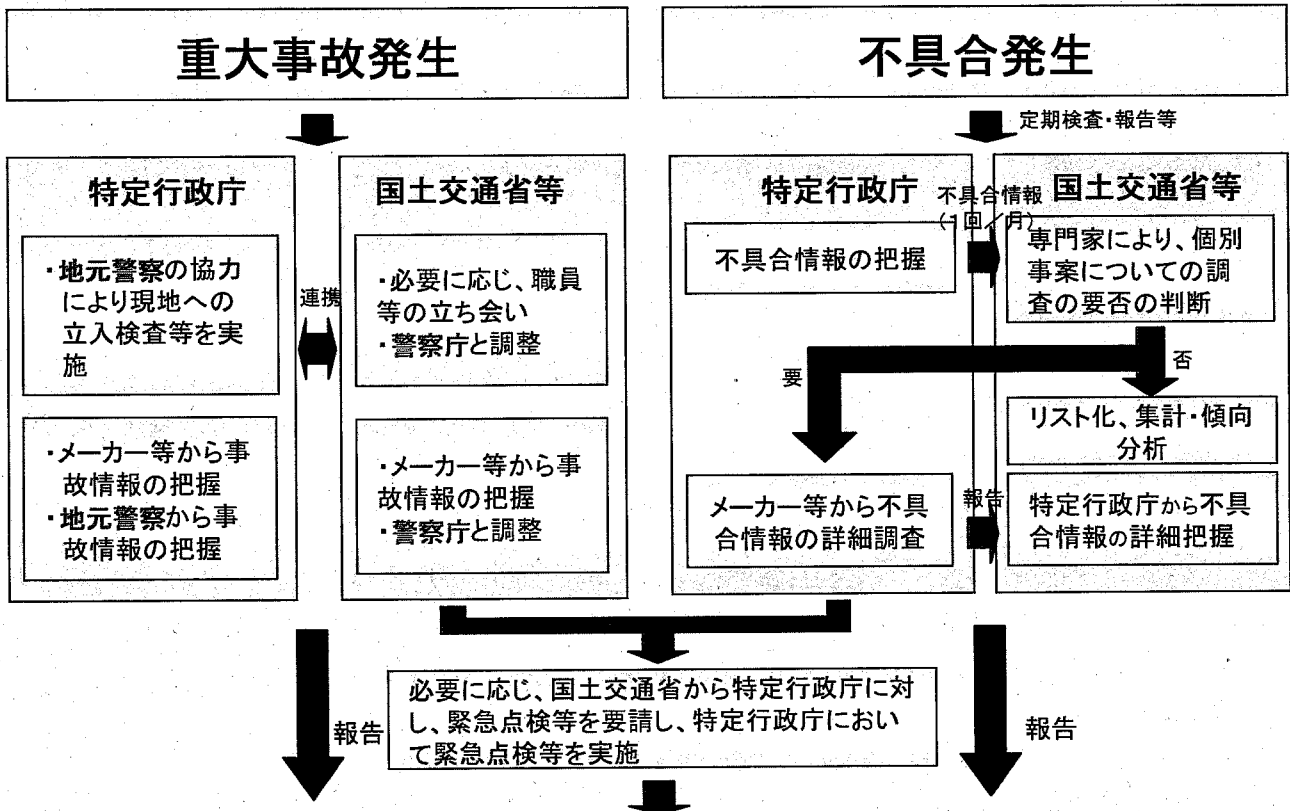 重大事故発生
特定行政庁
・地元警察の協力
により現地への
立入検査等を実
施
・メーカー等から事
故情報の把握
・地元警察から事
故情報の把握
連携
国土交通省等
・必要に応じ、職員
等の立ち会い
・警察庁と調整
・メーカー等から事
故情報の把握
・警察庁と調整
不具合発生
定期検査・報告等
特定行政庁
不具合情報の把握
不具合情報
(1回/月)
国土交通省等
専門家により、個別
事案についての調
査の要否の判断
要
否
リスト化、集計・傾向
分析
メーカー等から不具
合情報の詳細調査
報告
特定行政庁から不具
合情報の詳細把握
必要に応じ、国土交通省から特定行政庁に対
し、緊急点検等を要請し、特定行政庁におい
て緊急点検等を実施
報告
報告